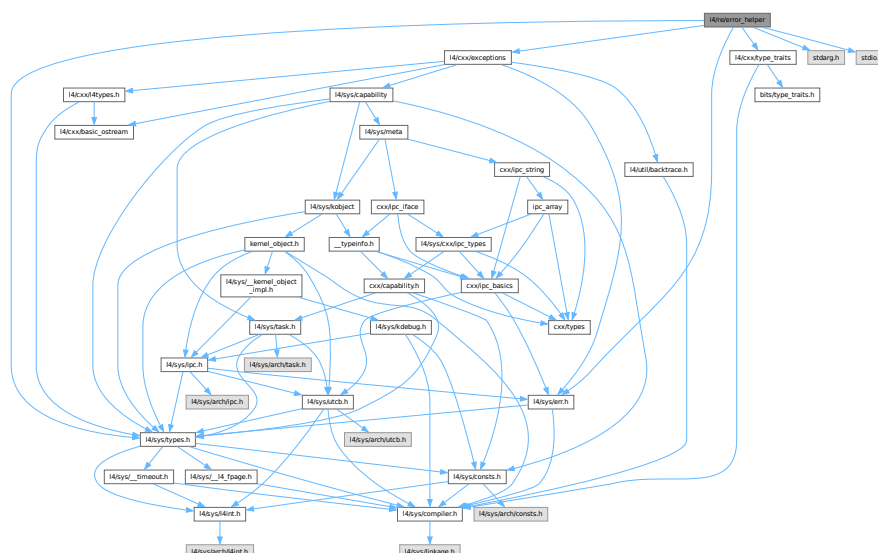 l4/re/error_helper
l4/cxx/exceptions
l4/cxx/type_traits
stdarg.h
stdio.
l4/cxx/l4types.h
l4/sys/capability
bits/type_traits.h
l4/cxx/basic_ostream
l4/sys/meta
cxx/ipc_string
l4/util/backtrace.h
l4/sys/kobject
cxx/ipc_iface
ipc_array
kernel_object.h
__typeinfo.h
l4/sys/cxx/ipc_types
l4/sys/__kernel_object
_impl.h
cxx/capability.h
cxx/ipc_basics
l4/sys/task.h
l4/sys/kdebug.h
cxx/types
l4/sys/ipc.h
l4/sys/arch/task.h
l4/sys/arch/ipc.h
l4/sys/utcb.h
l4/sys/err.h
l4/sys/types.h
l4/sys/arch/utcb.h
l4/sys/__timeout.h
l4/sys/__l4_fpage.h
l4/sys/consts.h
l4/sys/l4int.h
l4/sys/compiler.h
l4/sys/arch/consts.h
l4/sys/arch/l4int.h
l4/sys/linkage.h